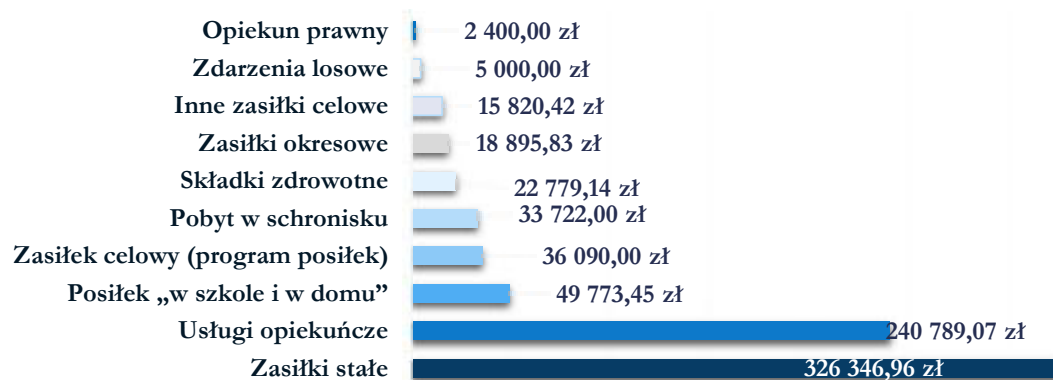 Opiekun prawny 2 400,00 zł
Zdarzenia losowe 5 000,00 zł
Inne zasiłki celowe 15 820,42 zł
Zasiłki okresowe 18 895,83 zł
Składki zdrowotne 22 779,14 zł
Pobyt w schronisku 33 722,00 zł
Zasiłek celowy (program posiłek) 36 090,00 zł
Posiłek „w szkole i w domu” 49 773,45 zł
Usługi opiekuńcze 240 789,07 zł
Zasiłki stałe 326 346,96 zł